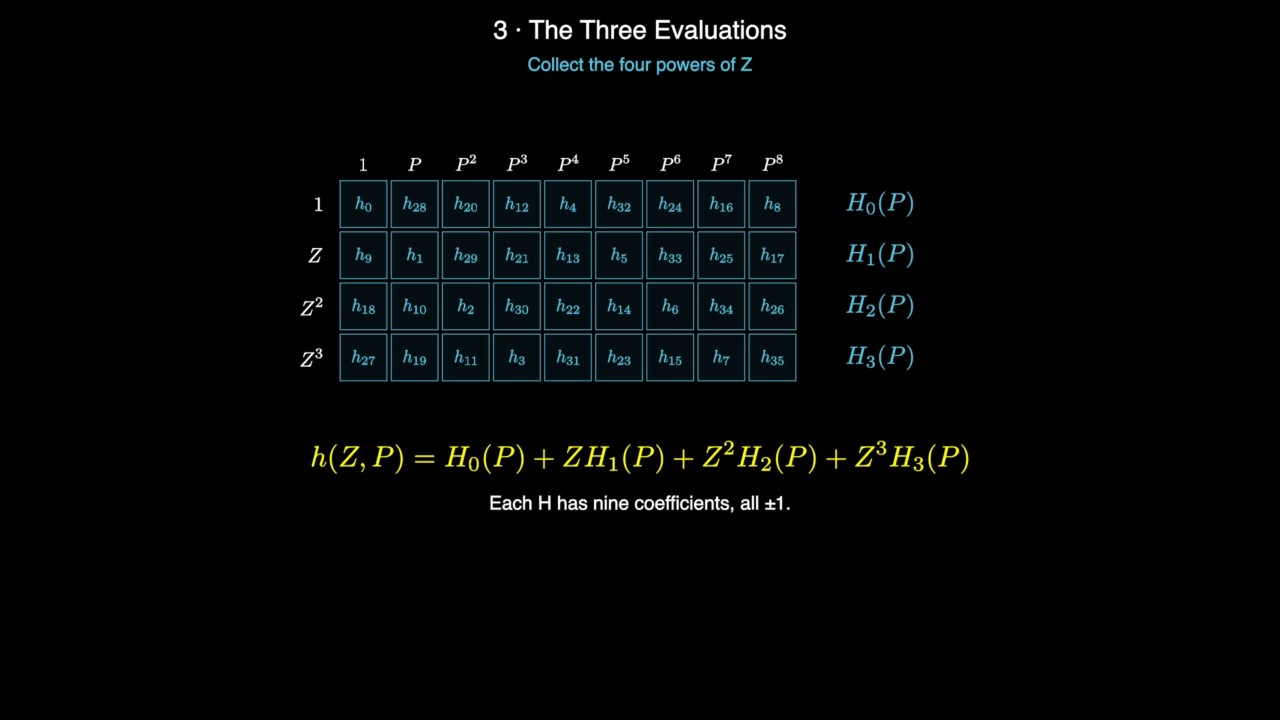 3 · The Three Evaluations
Collect the four powers of Z
1 P P² P³ P⁴ P⁵ P⁶ P⁷ P⁸
1 h₀ h₂₈ h₂₀ h₁₂ h₄ h₃₂ h₂₄ h₁₆ h₈ H₀(P)
Z h₉ h₁ h₂₉ h₂₁ h₁₃ h₅ h₃₃ h₂₅ h₁₇ H₁(P)
Z² h₁₈ h₁₀ h₂ h₃₀ h₂₂ h₁₄ h₆ h₃₄ h₂₆ H₂(P)
Z³ h₂₇ h₁₉ h₁₁ h₃ h₃₁ h₂₃ h₁₅ h₇ h₃₅ H₃(P)
h(Z, P) = H₀(P) + ZH₁(P) + Z²H₂(P) + Z³H₃(P)
Each H has nine coefficients, all ±1.